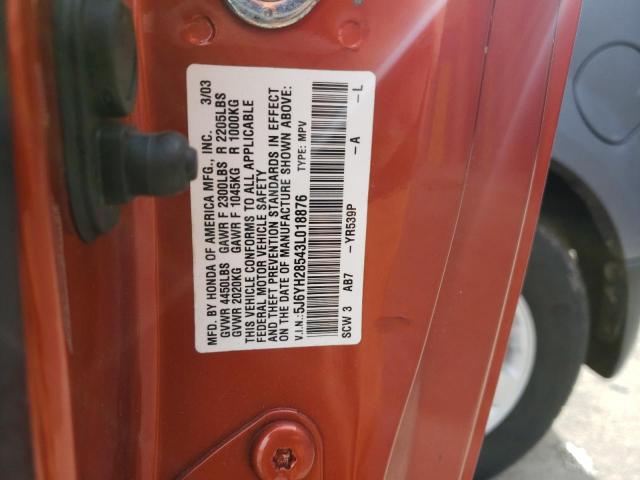 MFD. BY HONDA OF AMERICA MFG., INC. 3/03
GVWR 4450LBS GAWR F 2300LBS R 2205LBS
GVWR 2020KG GAWR F 1045KG R 1000KG
THIS VEHICLE CONFORMS TO ALL APPLICABLE
FEDERAL MOTOR VEHICLE SAFETY
AND THEFT PREVENTION STANDARDS IN EFFECT
ON THE DATE OF MANUFACTURE SHOWN ABOVE:
V.I.N.: 5J6YH28543L018876 TYPE: MPV
SCW 3 AB7 -YR539P -A -L